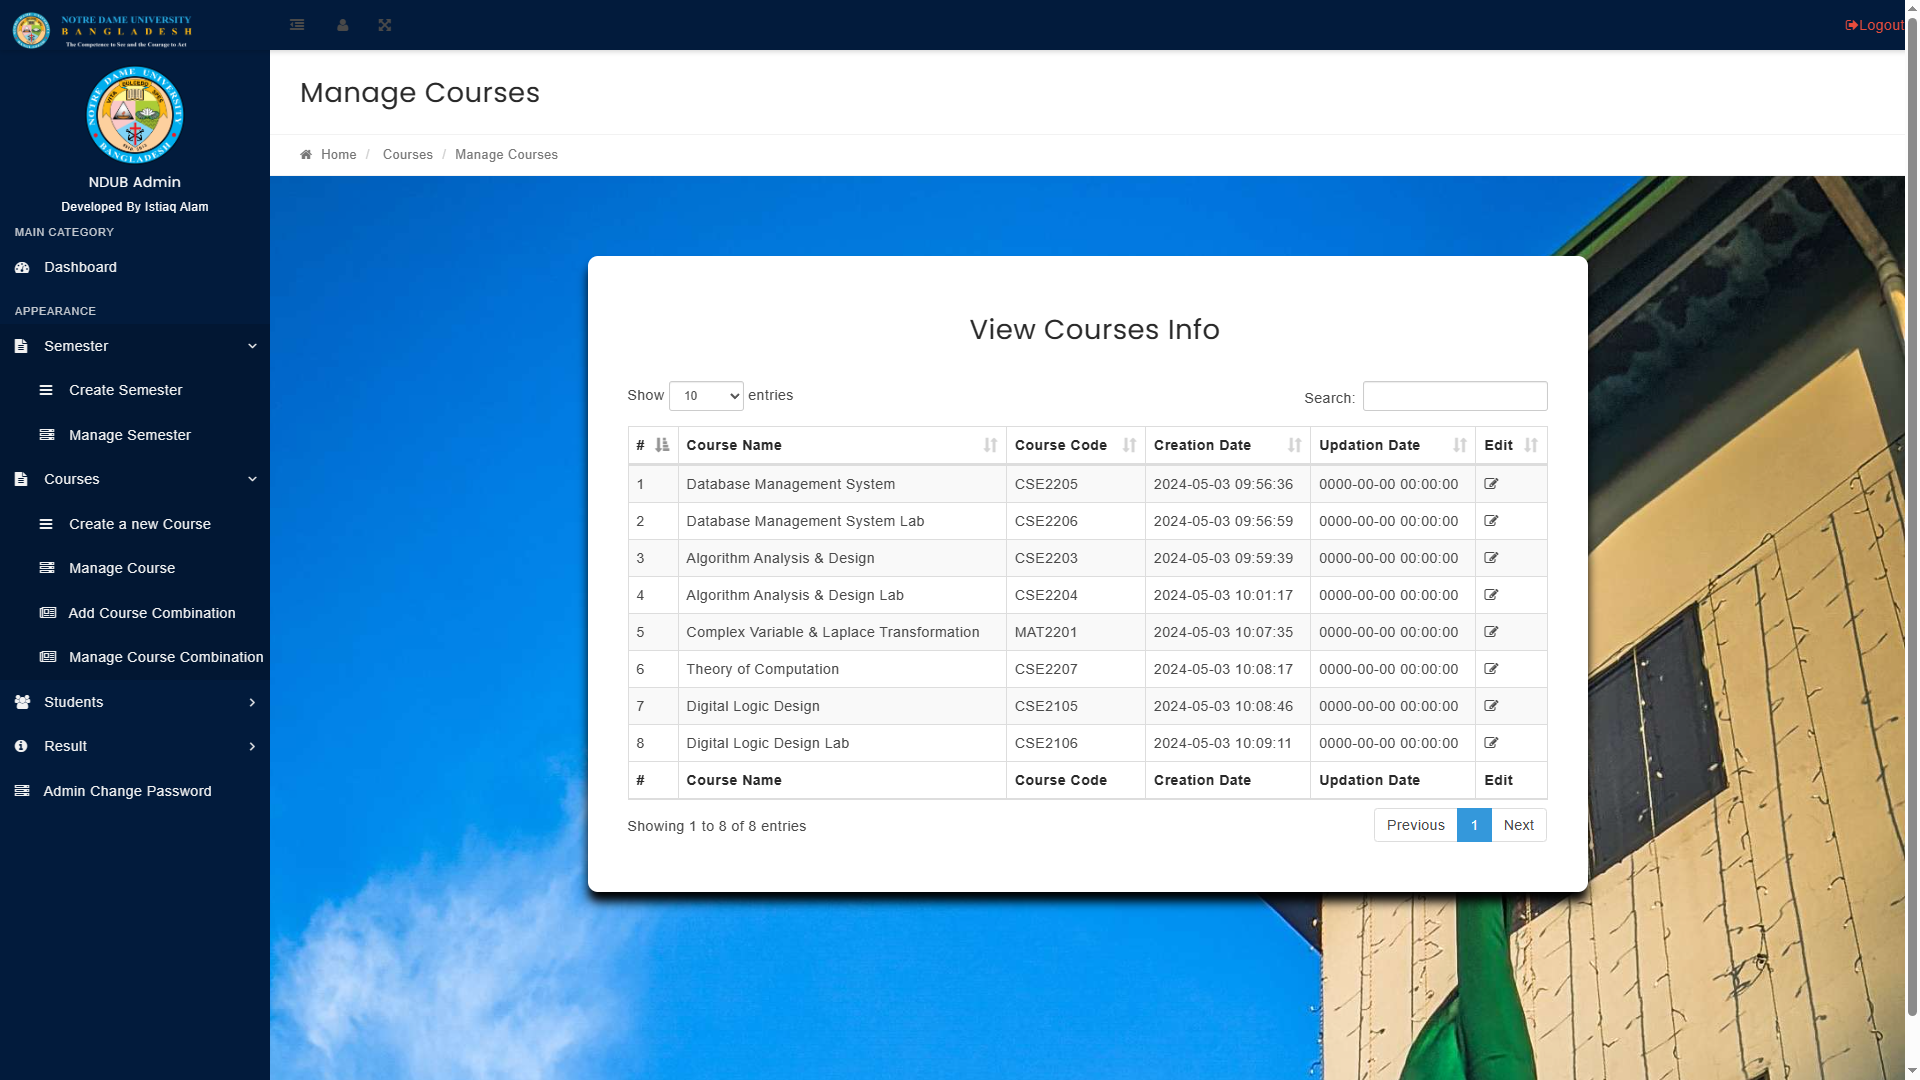 NOTRE DAME UNIVERSITY
BANGLADESH
The Competence to See and the Courage to Act
Logout
NOTRE DAME UNIVERSITY
BANGLADESH
NDUB Admin
Developed By Istiaq Alam
MAIN CATEGORY
Dashboard
APPEARANCE
Semester
Create Semester
Manage Semester
Courses
Create a new Course
Manage Course
Add Course Combination
Manage Course Combination
Students
Result
Admin Change Password
Manage Courses
Home / Courses / Manage Courses
View Courses Info
Show 10 entries
Search:
# Course Name Course Code Creation Date Updation Date Edit
1 Database Management System CSE2205 2024-05-03 09:56:36 0000-00-00 00:00:00
2 Database Management System Lab CSE2206 2024-05-03 09:56:59 0000-00-00 00:00:00
3 Algorithm Analysis & Design CSE2203 2024-05-03 09:59:39 0000-00-00 00:00:00
4 Algorithm Analysis & Design Lab CSE2204 2024-05-03 10:01:17 0000-00-00 00:00:00
5 Complex Variable & Laplace Transformation MAT2201 2024-05-03 10:07:35 0000-00-00 00:00:00
6 Theory of Computation CSE2207 2024-05-03 10:08:17 0000-00-00 00:00:00
7 Digital Logic Design CSE2105 2024-05-03 10:08:46 0000-00-00 00:00:00
8 Digital Logic Design Lab CSE2106 2024-05-03 10:09:11 0000-00-00 00:00:00
# Course Name Course Code Creation Date Updation Date Edit
Showing 1 to 8 of 8 entries
Previous 1 Next